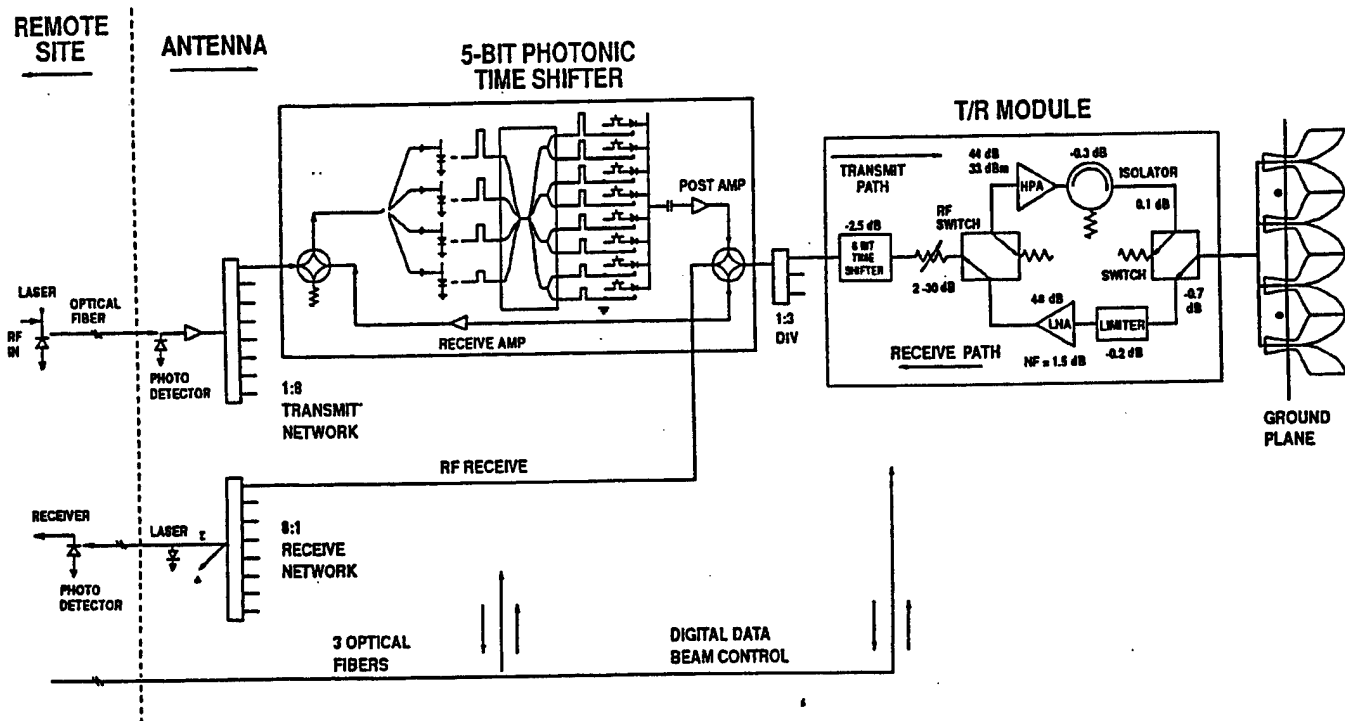 REMOTE
SITE
ANTENNA
5-BIT PHOTONIC
TIME SHIFTER
T/R MODULE
TRANSMIT
PATH
44 dB
33 dBm
HPA
-0.3 dB
ISOLATOR
0.1 dB
POST AMP
RF
SWITCH
-2.5 dB
6 BIT
TIME
SHIFTER
2 -30 dB
SWITCH
-0.7
dB
LASER
OPTICAL
FIBER
RF
IN
PHOTO
DETECTOR
RECEIVE AMP
1:3
DIV
LNA
LIMITER
-0.2 dB
NF = 1.5 dB
RECEIVE PATH
1:8
TRANSMIT
NETWORK
GROUND
PLANE
RF RECEIVE
RECEIVER
LASER
Σ
Δ
8:1
RECEIVE
NETWORK
PHOTO
DETECTOR
3 OPTICAL
FIBERS
DIGITAL DATA
BEAM CONTROL